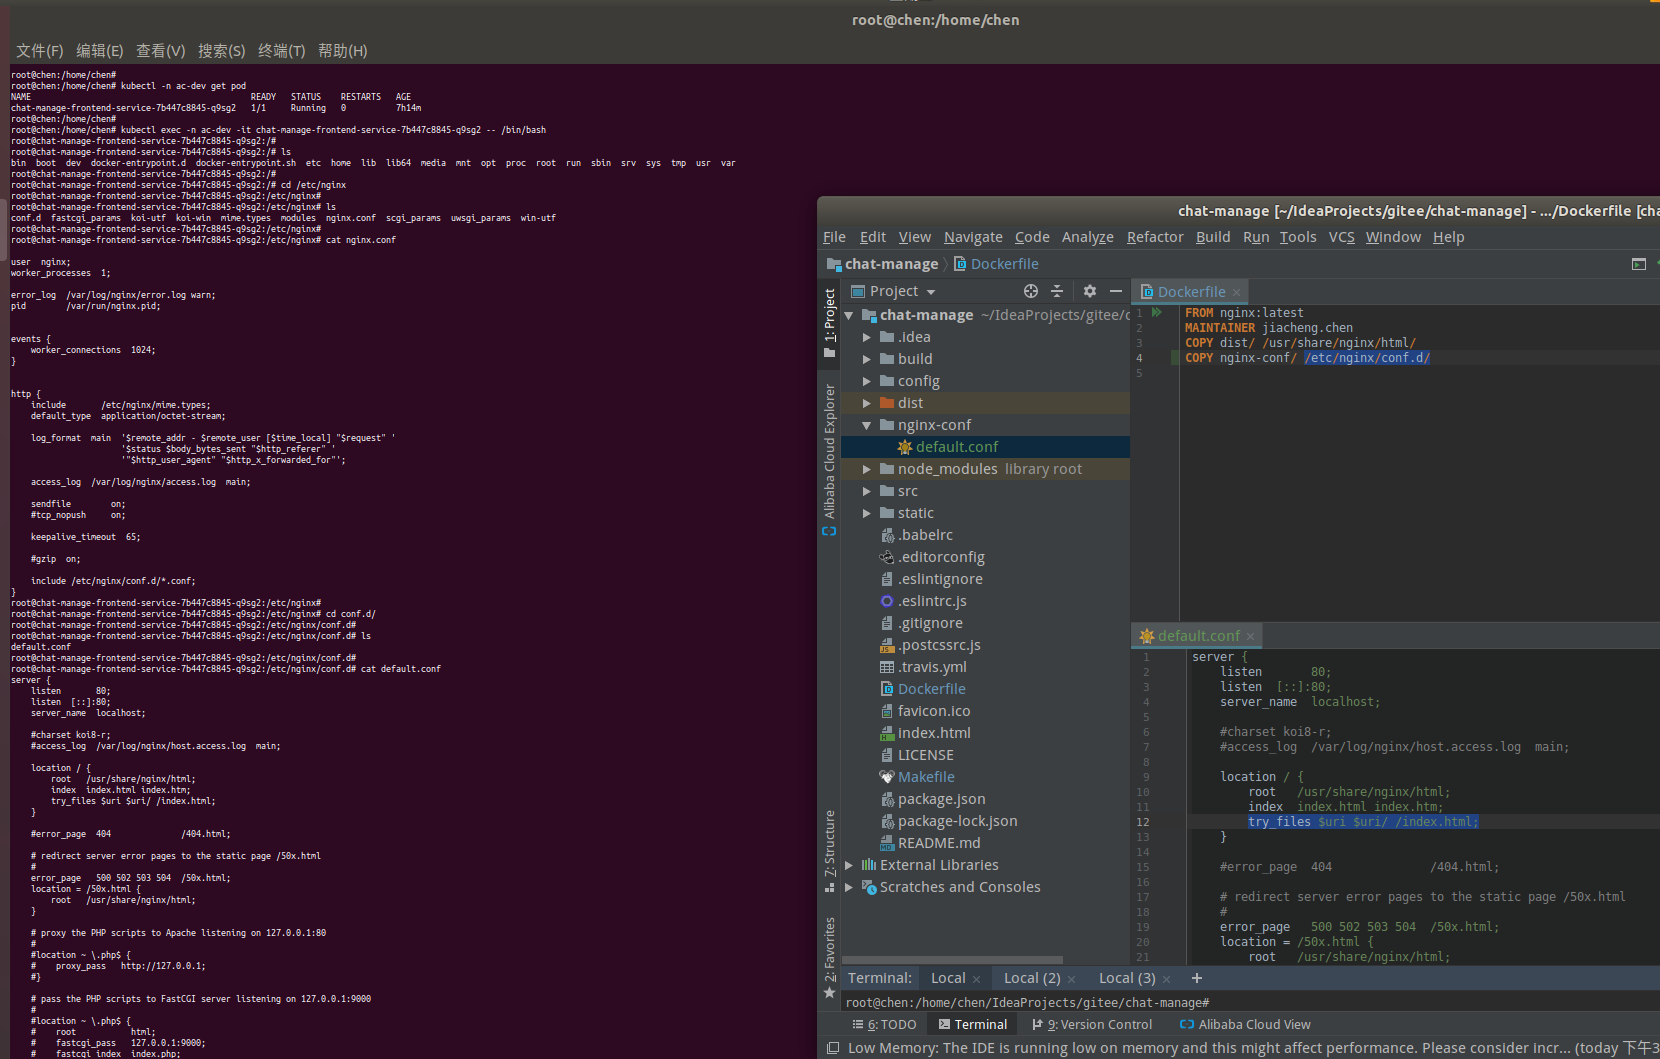 root@chen:/home/chen
文件(F) 编辑(E) 查看(V) 搜索(S) 终端(T) 帮助(H)
root@chen:/home/chen#
root@chen:/home/chen# kubectl -n ac-dev get pod
NAME READY STATUS RESTARTS AGE
chat-manage-frontend-service-7b447c8845-q9sg2 1/1 Running 0 7h14m
root@chen:/home/chen#
root@chen:/home/chen# kubectl exec -n ac-dev -it chat-manage-frontend-service-7b447c8845-q9sg2 -- /bin/bash
root@chat-manage-frontend-service-7b447c8845-q9sg2:/#
root@chat-manage-frontend-service-7b447c8845-q9sg2:/# ls
bin boot dev docker-entrypoint.d docker-entrypoint.sh etc home lib lib64 media mnt opt proc root run sbin srv sys tmp usr var
root@chat-manage-frontend-service-7b447c8845-q9sg2:/#
root@chat-manage-frontend-service-7b447c8845-q9sg2:/# cd /etc/nginx
root@chat-manage-frontend-service-7b447c8845-q9sg2:/etc/nginx#
root@chat-manage-frontend-service-7b447c8845-q9sg2:/etc/nginx# ls
conf.d fastcgi_params koi-utf koi-win mime.types modules nginx.conf scgi_params uwsgi_params win-utf
root@chat-manage-frontend-service-7b447c8845-q9sg2:/etc/nginx#
root@chat-manage-frontend-service-7b447c8845-q9sg2:/etc/nginx# cat nginx.conf
user nginx;
worker_processes 1;
error_log /var/log/nginx/error.log warn;
pid /var/run/nginx.pid;
events {
worker_connections 1024;
}
http {
include /etc/nginx/mime.types;
default_type application/octet-stream;
log_format main '$remote_addr - $remote_user [$time_local] "$request" '
'$status $body_bytes_sent "$http_referer" '
'"$http_user_agent" "$http_x_forwarded_for"';
access_log /var/log/nginx/access.log main;
sendfile on;
#tcp_nopush on;
keepalive_timeout 65;
#gzip on;
include /etc/nginx/conf.d/*.conf;
}
root@chat-manage-frontend-service-7b447c8845-q9sg2:/etc/nginx#
root@chat-manage-frontend-service-7b447c8845-q9sg2:/etc/nginx# cd conf.d/
root@chat-manage-frontend-service-7b447c8845-q9sg2:/etc/nginx/conf.d#
root@chat-manage-frontend-service-7b447c8845-q9sg2:/etc/nginx/conf.d# ls
default.conf
root@chat-manage-frontend-service-7b447c8845-q9sg2:/etc/nginx/conf.d#
root@chat-manage-frontend-service-7b447c8845-q9sg2:/etc/nginx/conf.d# cat default.conf
server {
listen 80;
listen [::]:80;
server_name localhost;
#charset koi8-r;
#access_log /var/log/nginx/host.access.log main;
location / {
root /usr/share/nginx/html;
index index.html index.htm;
try_files $uri $uri/ /index.html;
}
#error_page 404 /404.html;
# redirect server error pages to the static page /50x.html
#
error_page 500 502 503 504 /50x.html;
location = /50x.html {
root /usr/share/nginx/html;
}
# proxy the PHP scripts to Apache listening on 127.0.0.1:80
#
#location ~ \.php$ {
# proxy_pass http://127.0.0.1;
#}
# pass the PHP scripts to FastCGI server listening on 127.0.0.1:9000
#
#location ~ \.php$ {
# root html;
# fastcgi_pass 127.0.0.1:9000;
# fastcgi_index index.php;
chat-manage [~/IdeaProjects/gitee/chat-manage] - .../Dockerfile [cha
File Edit View Navigate Code Analyze Refactor Build Run Tools VCS Window Help
chat-manage Dockerfile
1: Project
Alibaba Cloud Explorer
7: Structure
2: Favorites
Project
chat-manage ~/IdeaProjects/gitee/c
.idea
build
config
dist
nginx-conf
default.conf
node_modules library root
src
static
.babelrc
.editorconfig
.eslintignore
.eslintrc.js
.gitignore
.postcssrc.js
.travis.yml
Dockerfile
favicon.ico
index.html
LICENSE
Makefile
package.json
package-lock.json
README.md
External Libraries
Scratches and Consoles
Dockerfile
1 FROM nginx:latest
2 MAINTAINER jiacheng.chen
3 COPY dist/ /usr/share/nginx/html/
4 COPY nginx-conf/ /etc/nginx/conf.d/
5
default.conf
1 server {
2 listen 80;
3 listen [::]:80;
4 server_name localhost;
5
6 #charset koi8-r;
7 #access_log /var/log/nginx/host.access.log main;
8
9 location / {
10 root /usr/share/nginx/html;
11 index index.html index.htm;
12 try_files $uri $uri/ /index.html;
13 }
14
15 #error_page 404 /404.html;
16
17 # redirect server error pages to the static page /50x.html
18 #
19 error_page 500 502 503 504 /50x.html;
20 location = /50x.html {
21 root /usr/share/nginx/html;
Terminal: Local Local (2) Local (3) +
root@chen:/home/chen/IdeaProjects/gitee/chat-manage#
6: TODO Terminal 9: Version Control Alibaba Cloud View
Low Memory: The IDE is running low on memory and this might affect performance. Please consider incr... (today 下午3